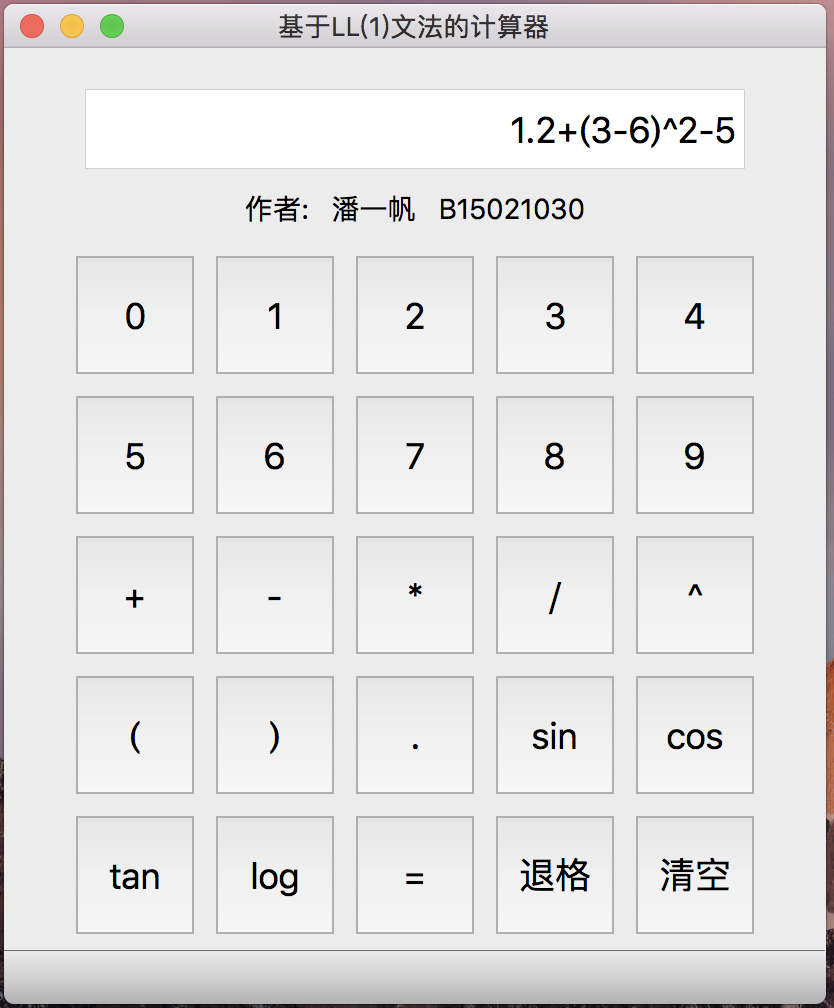 基于LL(1)文法的计算器
1.2+(3-6)^2-5
作者: 潘一帆 B15021030
0 1 2 3 4
5 6 7 8 9
+ - * / ^
( ) . sin cos
tan log = 退格 清空